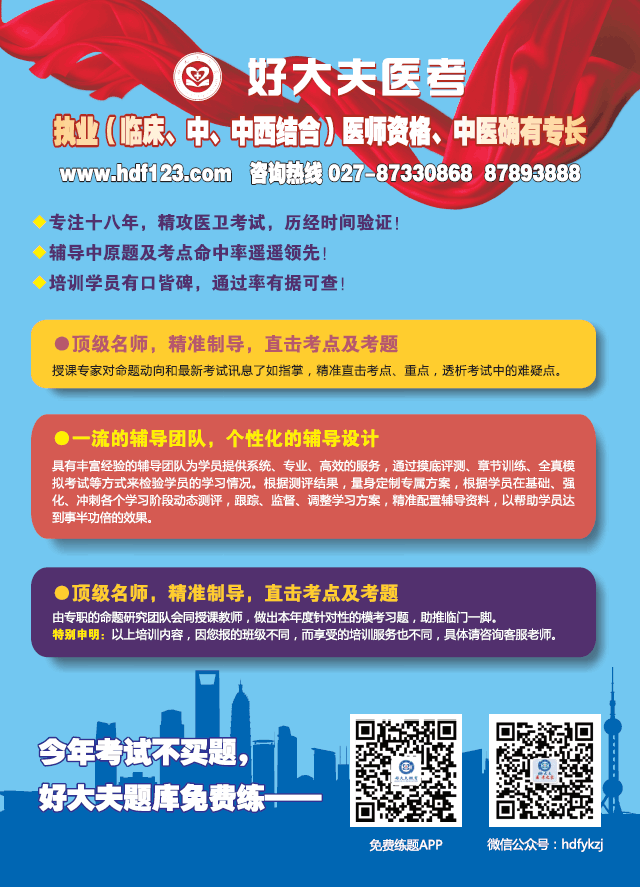 好大夫医考
执业（临床、中、中西结合）医师资格、中医确有专长
www.hdf123.com 咨询热线 027-87330868 87893888
◆专注十八年，精攻医卫考试，历经时间验证！
◆辅导中原题及考点命中率遥遥领先！
◆培训学员有口皆碑，通过率有据可查！
●顶级名师，精准制导，直击考点及考题
授课专家对命题动向和最新考试讯息了如指掌，精准直击考点、重点，透析考试中的难疑点。
●一流的辅导团队，个性化的辅导设计
具有丰富经验的辅导团队为学员提供系统、专业、高效的服务，通过摸底评测、章节训练、全真模
拟考试等方式来检验学员的学习情况。根据测评结果，量身定制专属方案，根据学员在基础、强
化、冲刺各个学习阶段动态测评，跟踪、监督、调整学习方案，精准配置辅导资料，以帮助学员达
到事半功倍的效果。
●顶级名师，精准制导，直击考点及考题
由专职的命题研究团队会同授课教师，做出本年度针对性的模考习题，助推临门一脚。
特别申明：以上培训内容，因您报的班级不同，而享受的培训服务也不同，具体请咨询客服老师。
今年考试不买题，
好大夫题库免费练——
免费练题APP
微信公众号：hdfykzj